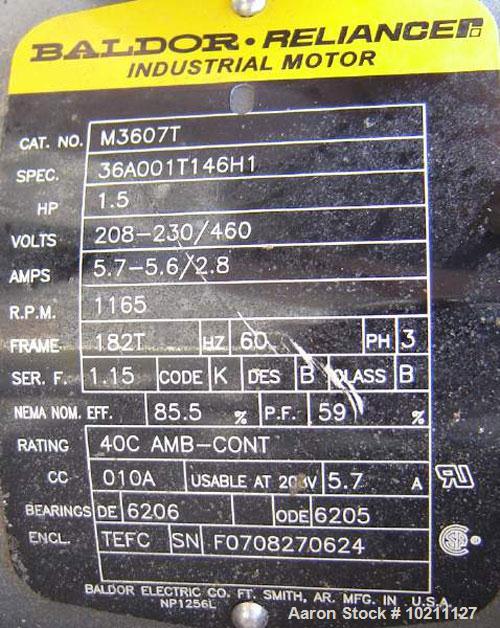 BALDOR • RELIANCER
INDUSTRIAL MOTOR
CAT. NO. M3607T
SPEC. 36A001T146H1
HP 1.5
VOLTS 208-230/460
AMPS 5.7-5.6/2.8
R.P.M. 1165
FRAME 182T HZ 60 PH 3
SER. F. 1.15 CODE K DES B CLASS B
NEMA NOM. EFF. 85.5 % P.F. 59 %
RATING 40C AMB-CONT
CC 010A USABLE AT 208V 5.7 A
BEARINGS DE 6206 ODE 6205
ENCL. TEFC SN F0708270624
BALDOR ELECTRIC CO. FT. SMITH, AR. MFG. IN U.S.A.
NP1256L
Aaron Stock # 10211127